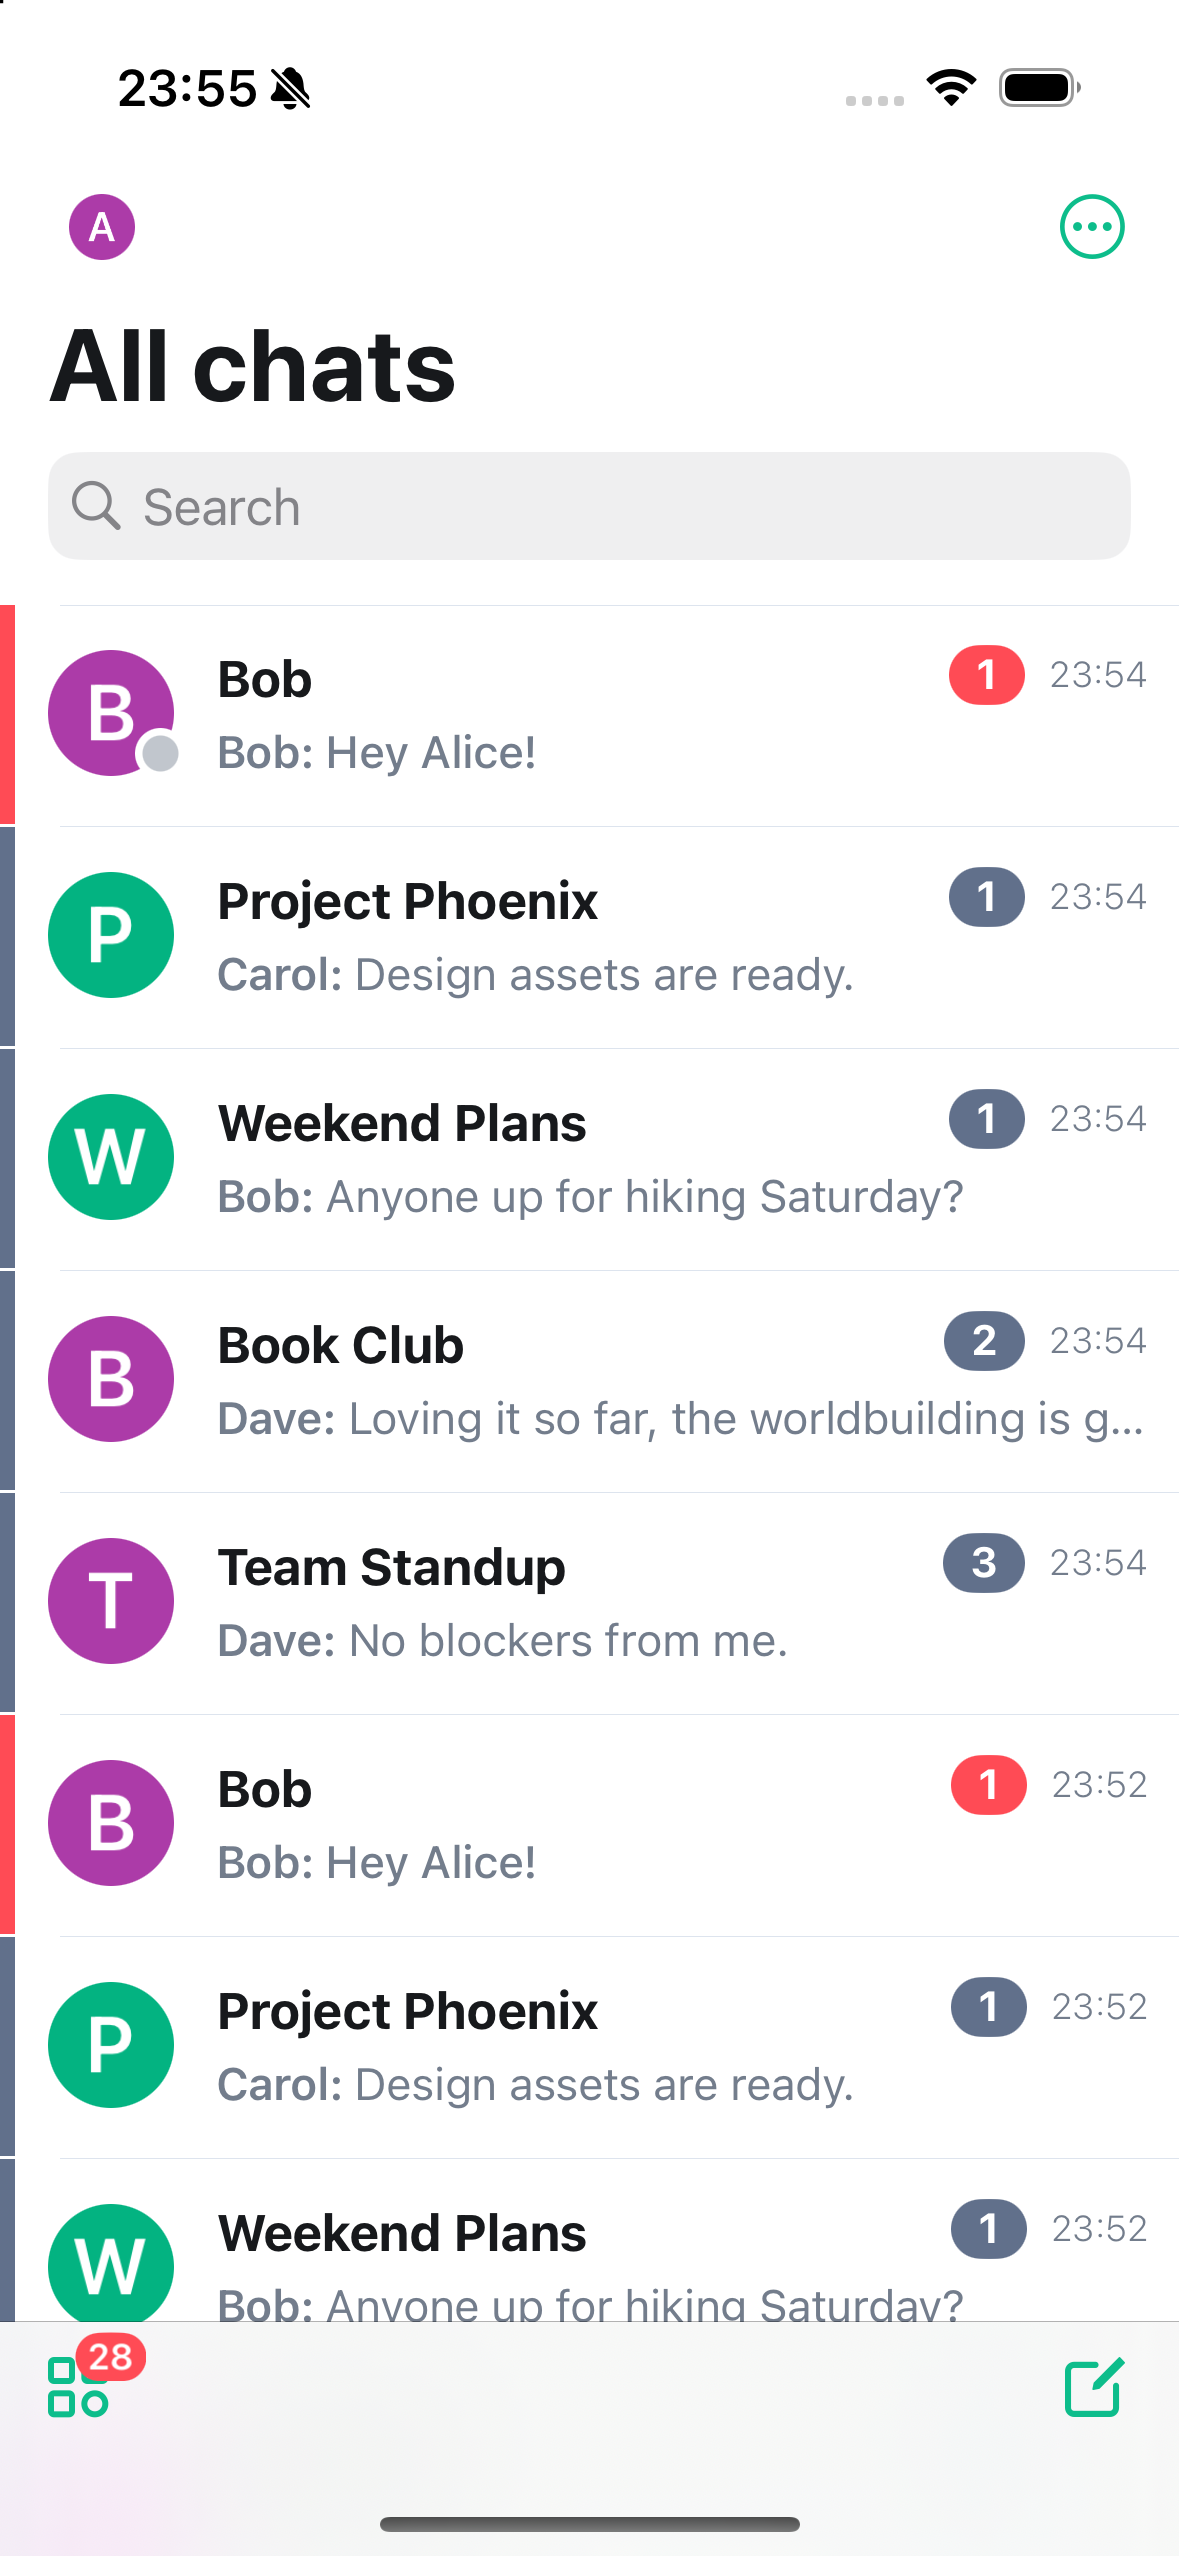 23:55
A
All chats
Search
B
Bob
1
23:54
Bob: Hey Alice!
P
Project Phoenix
1
23:54
Carol: Design assets are ready.
W
Weekend Plans
1
23:54
Bob: Anyone up for hiking Saturday?
B
Book Club
2
23:54
Dave: Loving it so far, the worldbuilding is g...
T
Team Standup
3
23:54
Dave: No blockers from me.
B
Bob
1
23:52
Bob: Hey Alice!
P
Project Phoenix
1
23:52
Carol: Design assets are ready.
W
Weekend Plans
1
23:52
Bob: Anyone up for hiking Saturday?
28